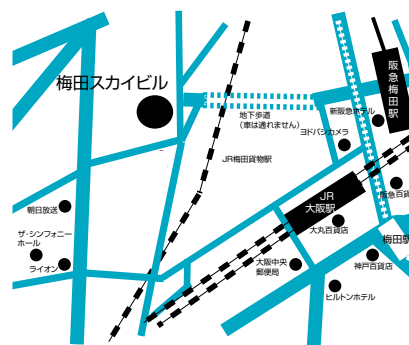 梅田スカイビル
阪急梅田駅
新阪急ホテル
地下歩道
(車は通れません)
ヨドバシカメラ
JR梅田貨物駅
阪急百貨
JR
大阪駅
朝日放送
大丸百貨店
ザ・シンフォニー
ホール
梅田駅
ライオン
大阪中央
郵便局
神戸百貨店
ヒルトンホテル